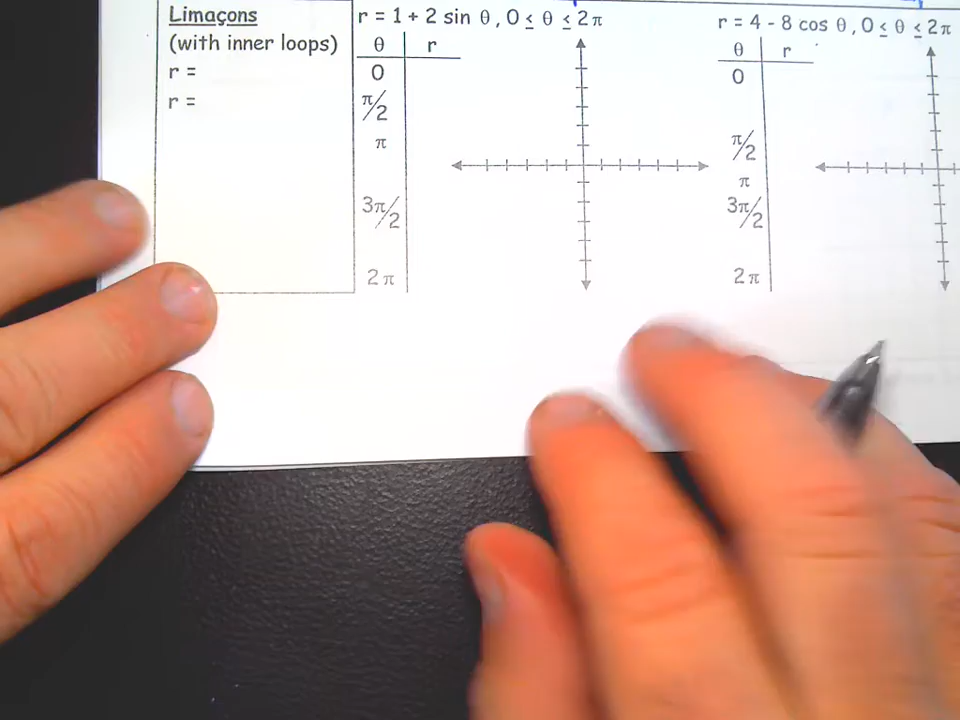 Limaçons
(with inner loops)
r =
r =
r = 1 + 2 sin θ , 0 ≤ θ ≤ 2π
θ r
0
π/2
π
3π/2
2π
r = 4 - 8 cos θ , 0 ≤ θ ≤ 2π
θ r
0
π/2
π
3π/2
2π